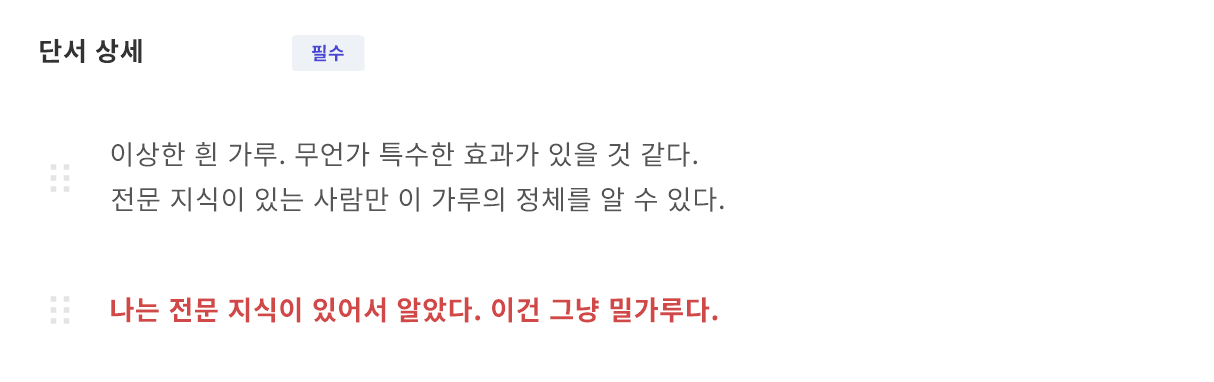 단서 상세
필수
이상한 흰 가루. 무언가 특수한 효과가 있을 것 같다.
전문 지식이 있는 사람만 이 가루의 정체를 알 수 있다.
나는 전문 지식이 있어서 알았다. 이건 그냥 밀가루다.